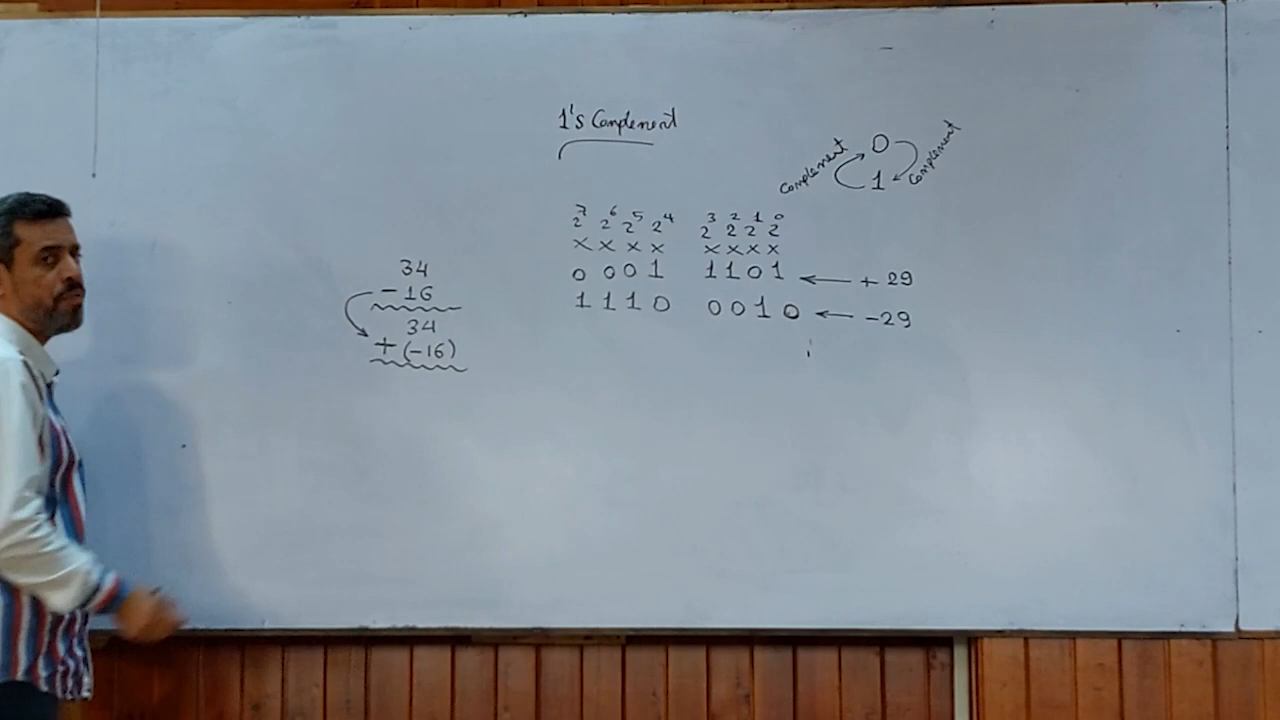 1's Complement
0
1
complement
complement
2⁷ 2⁶ 2⁵ 2⁴ 2³ 2² 2¹ 2⁰
× × × × × × × ×
0 0 0 1 1 1 0 1 ← + 29
1 1 1 0 0 0 1 0 ← -29
34
- 16
34
+ (-16)